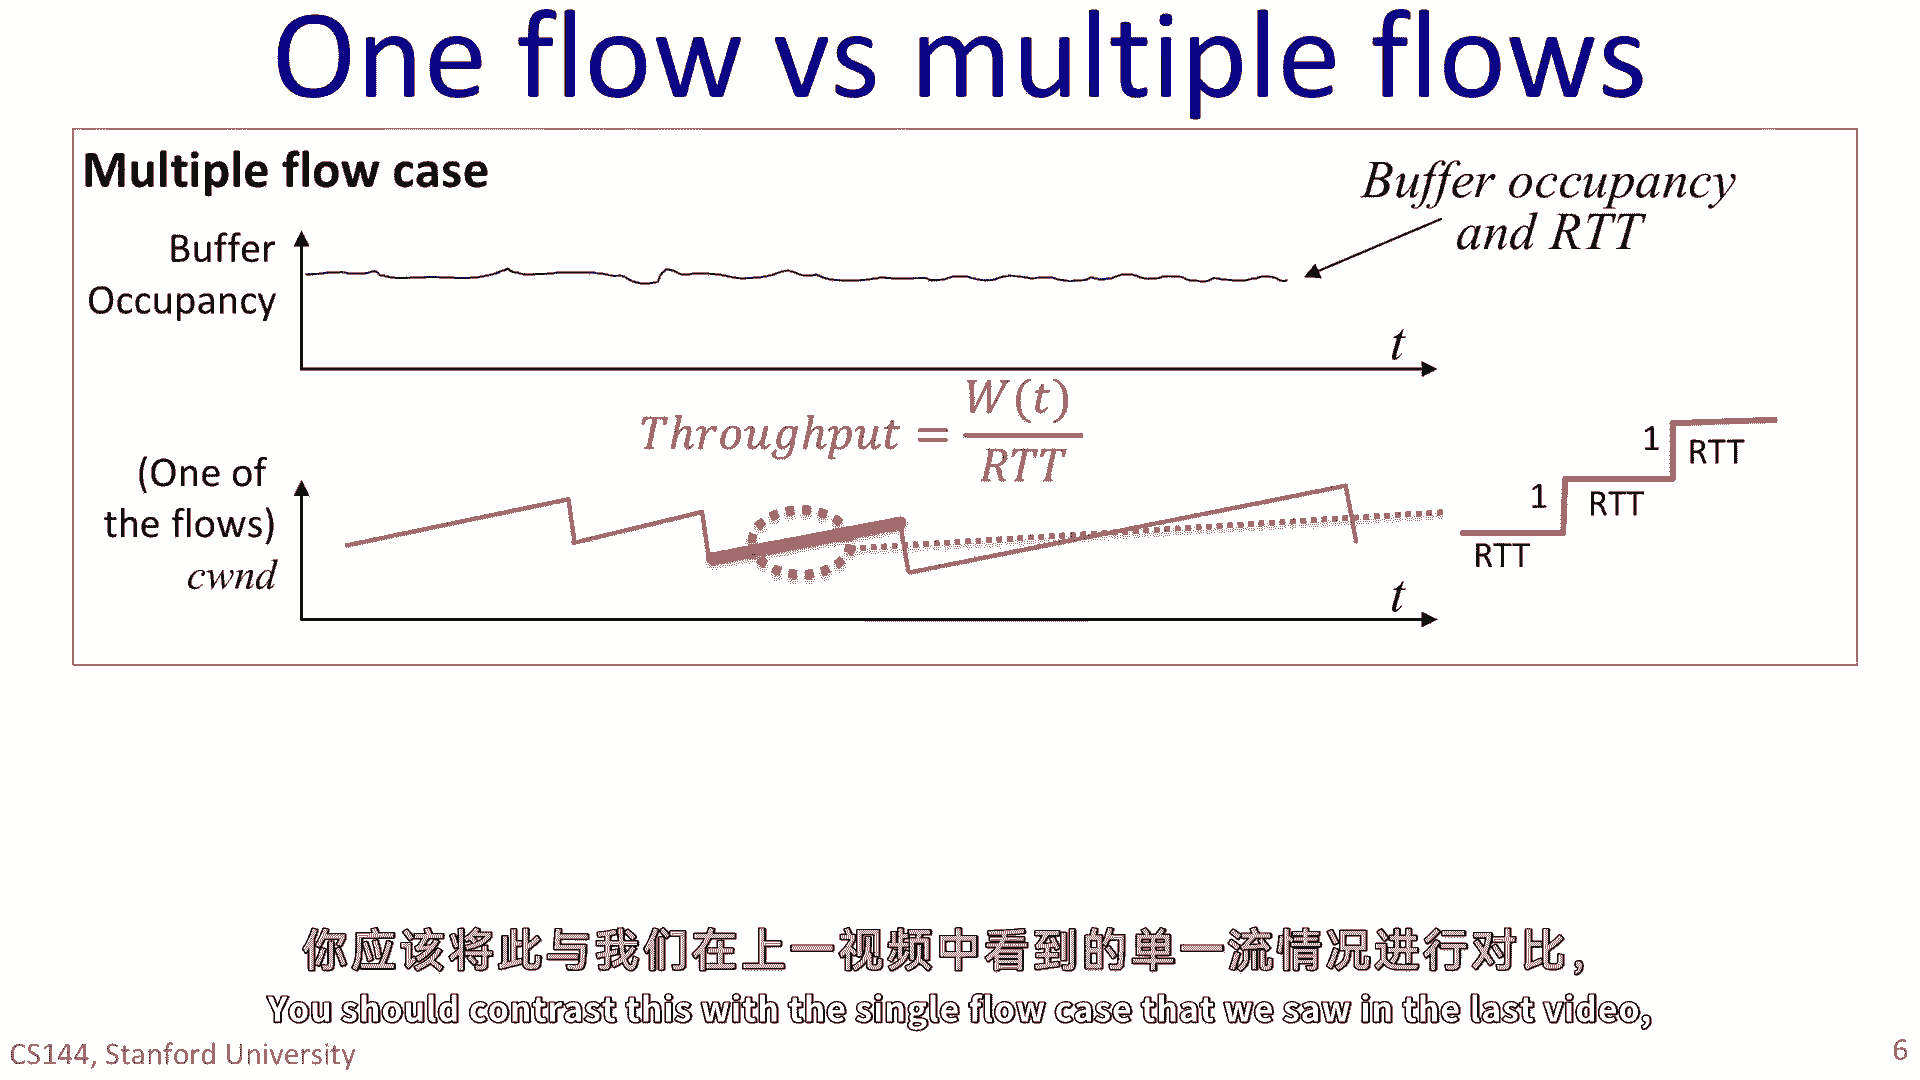 One flow vs multiple flows
Multiple flow case
Buffer occupancy
and RTT
Buffer
Occupancy
t
Throughput = W(t)
RTT
(One of
the flows)
cwnd
t
1
RTT
1
RTT
RTT
你应该将此与我们在上一视频中看到的单一流情况进行对比，
You should contrast this with the single flow case that we saw in the last video,
CS144, Stanford University
6